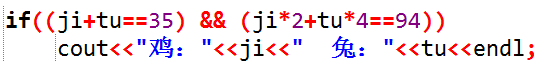 if((ji+tu==35) && (ji*2+tu*4==94))
cout<<"鸡："<<ji<<"  兔："<<tu<<endl;